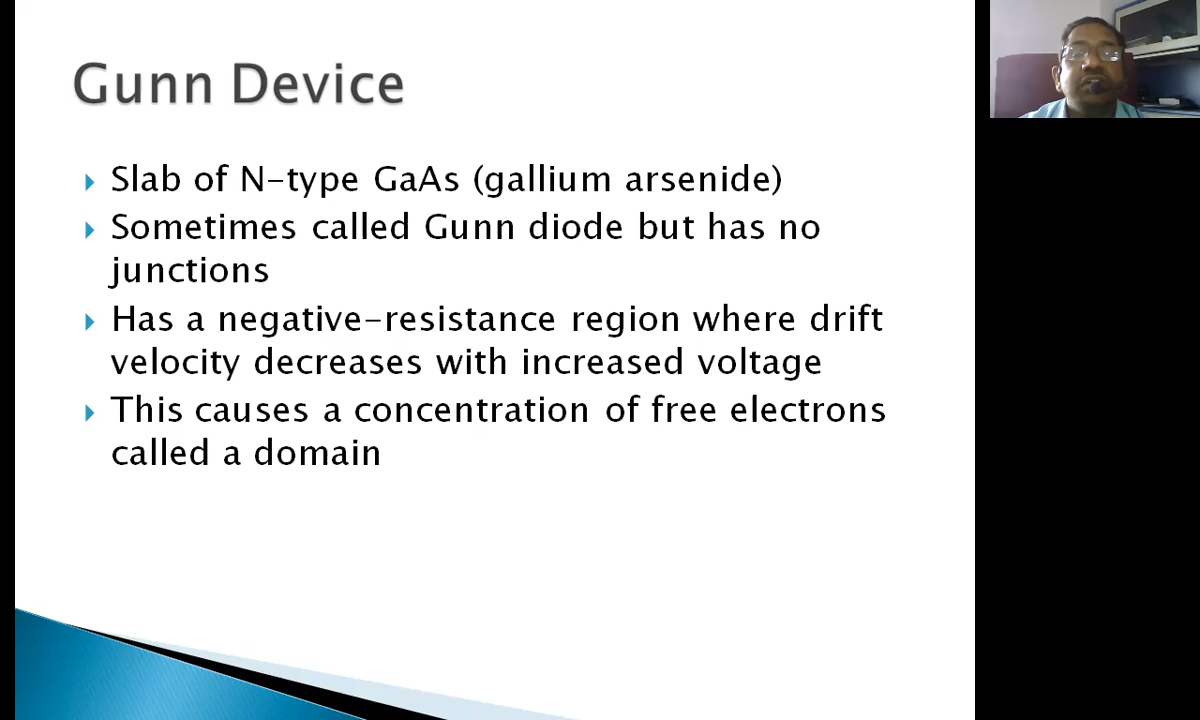 Gunn Device
Slab of N-type GaAs (gallium arsenide)
Sometimes called Gunn diode but has no
junctions
Has a negative-resistance region where drift
velocity decreases with increased voltage
This causes a concentration of free electrons
called a domain